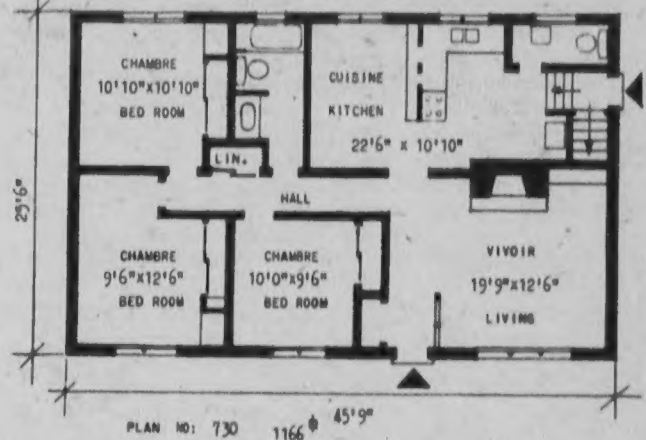 CHAMBRE
10'10"X10'10"
BED ROOM
CUISINE
KITCHEN
22'6" X 10'10"
LIN.
HALL
25'6"
CHAMBRE
9'6"X12'6"
BED ROOM
CHAMBRE
10'0"X9'6"
BED ROOM
VIVOIR
19'9"X12'6"
LIVING
45'9"
PLAN NO: 730 1166